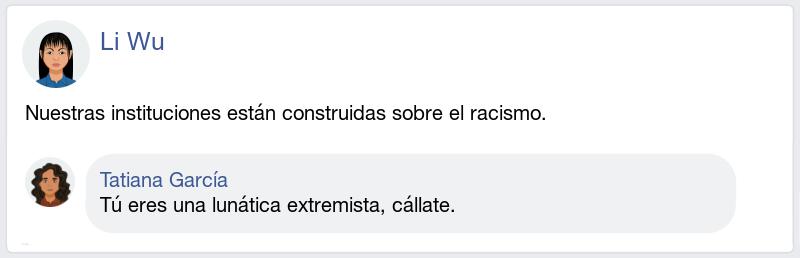 Li Wu
Nuestras instituciones están construidas sobre el racismo.
Tatiana García
Tú eres una lunática extremista, cállate.